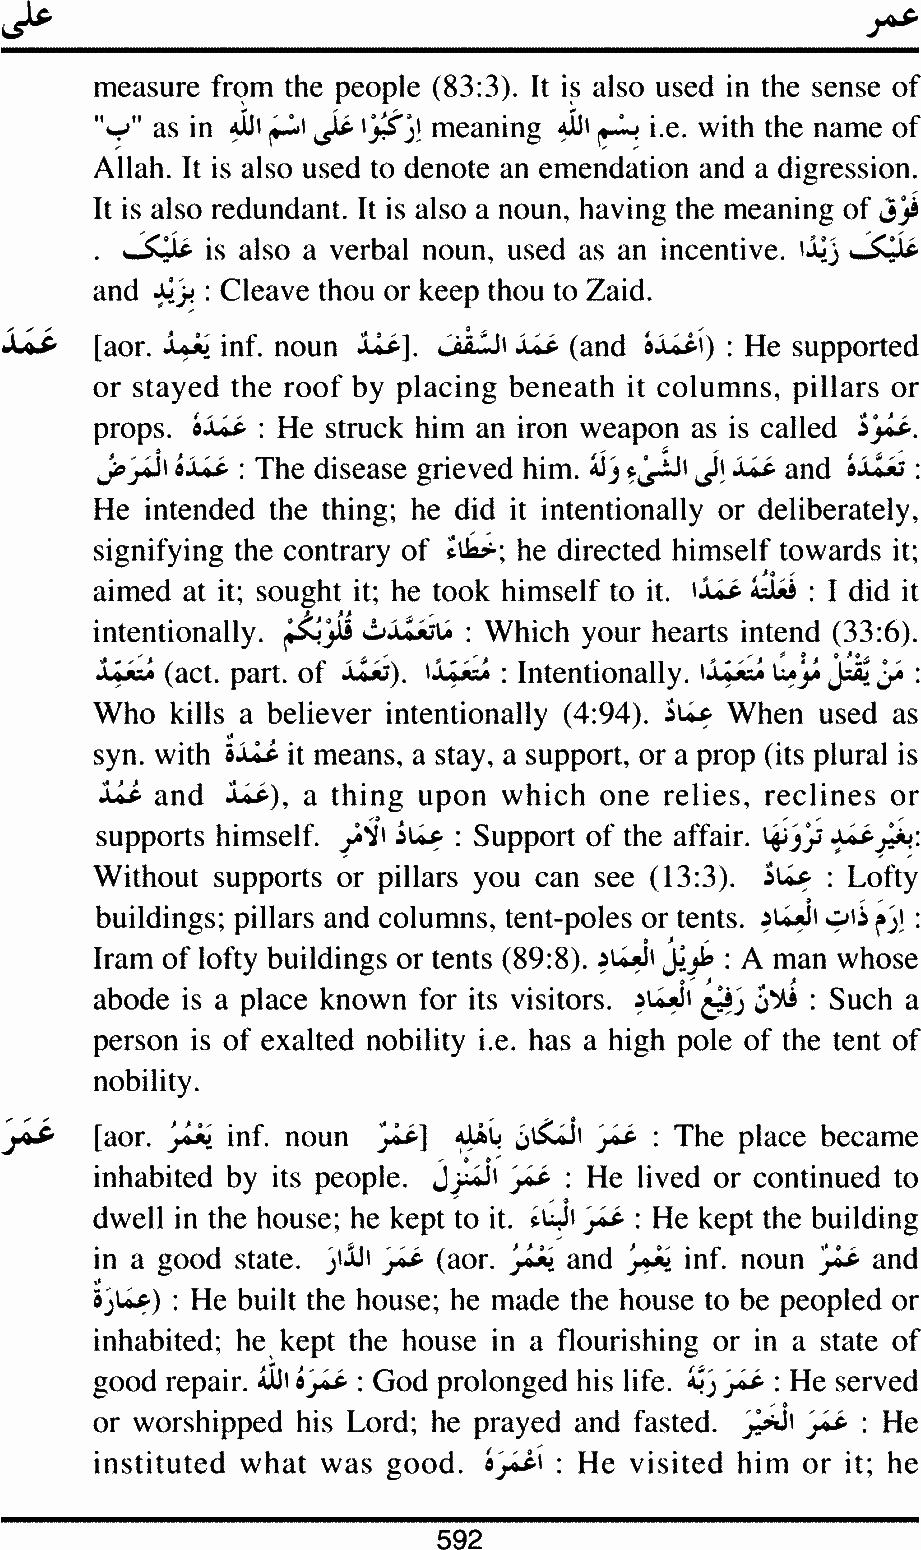 علی عمر
measure from the people (83:3). It is also used in the sense of
"بِ" as in اِرْكَبُوْا عَلَى اسْمَ اللّٰهِ meaning بِسْمِ اللّٰهِ i.e. with the name of
Allah. It is also used to denote an emendation and a digression.
It is also redundant. It is also a noun, having the meaning of فَوْق
. عَلَيْكَ is also a verbal noun, used as an incentive. عَلَيْكَ زَيْدًا
and بِزَيْدٍ : Cleave thou or keep thou to Zaid.
عَمَدَ [aor. يَعْمِدُ inf. noun عَمْدٌ]. عَمَدَ السَّقْفَ (and اَعْمَدَهُ) : He supported
or stayed the roof by placing beneath it columns, pillars or
props. عَمَدَهُ : He struck him an iron weapon as is called عَمُوْدٌ.
عَمَدَهُ الْمَرَضُ : The disease grieved him. عَمَدَ اِلَى الشَّيْءِ وَلَهُ and تَعَمَّدَهُ :
He intended the thing; he did it intentionally or deliberately,
signifying the contrary of خَطَاءٌ; he directed himself towards it;
aimed at it; sought it; he took himself to it. فَعَلْتُهُ عَمَدًا : I did it
intentionally. مَاتَعَمَّدَتْ قُلُوْبُكُمْ : Which your hearts intend (33:6).
مُتَعَمِّدٌ (act. part. of تَعَمَّدَ). مُتَعَمِّدًا : Intentionally. مَنْ يَّقْتُلْ مُؤْمِنًا مُتَعَمِّدًا :
Who kills a believer intentionally (4:94). عِمَادٌ When used as
syn. with عُمْدَةٌ it means, a stay, a support, or a prop (its plural is
عُمُدٌ and عَمَدٌ), a thing upon which one relies, reclines or
supports himself. عِمَادُ الْاَمْرِ : Support of the affair. بِغَيْرِعَمَدٍ تَرَوْنَهَا:
Without supports or pillars you can see (13:3). عِمَادٌ : Lofty
buildings; pillars and columns, tent-poles or tents. اِرَمَ ذَاتِ الْعِمَادِ :
Iram of lofty buildings or tents (89:8). طَوِيْلُ الْعِمَادِ : A man whose
abode is a place known for its visitors. فُلَانٌ رَفِيْعُ الْعِمَادِ : Such a
person is of exalted nobility i.e. has a high pole of the tent of
nobility.
عَمَرَ [aor. يَعْمُرُ inf. noun عَمْرٌ] عَمَرَ الْمَكَانَ بِاَهْلِهِ : The place became
inhabited by its people. عَمَرَ الْمَنْزِلَ : He lived or continued to
dwell in the house; he kept to it. عَمَرَ الْبِنَاءَ : He kept the building
in a good state. عَمَرَ الدَّارَ (aor. يَعْمُرُ and يَعْمِرُ inf. noun عَمْرٌ and
عِمَارَةٌ) : He built the house; he made the house to be peopled or
inhabited; he kept the house in a flourishing or in a state of
good repair. عَمَرَهُ اللّٰهُ : God prolonged his life. عَمَرَ رَبَّهُ : He served
or worshipped his Lord; he prayed and fasted. عَمَرَ الْخَيْرَ : He
instituted what was good. اَعْمَرَهُ : He visited him or it; he
592